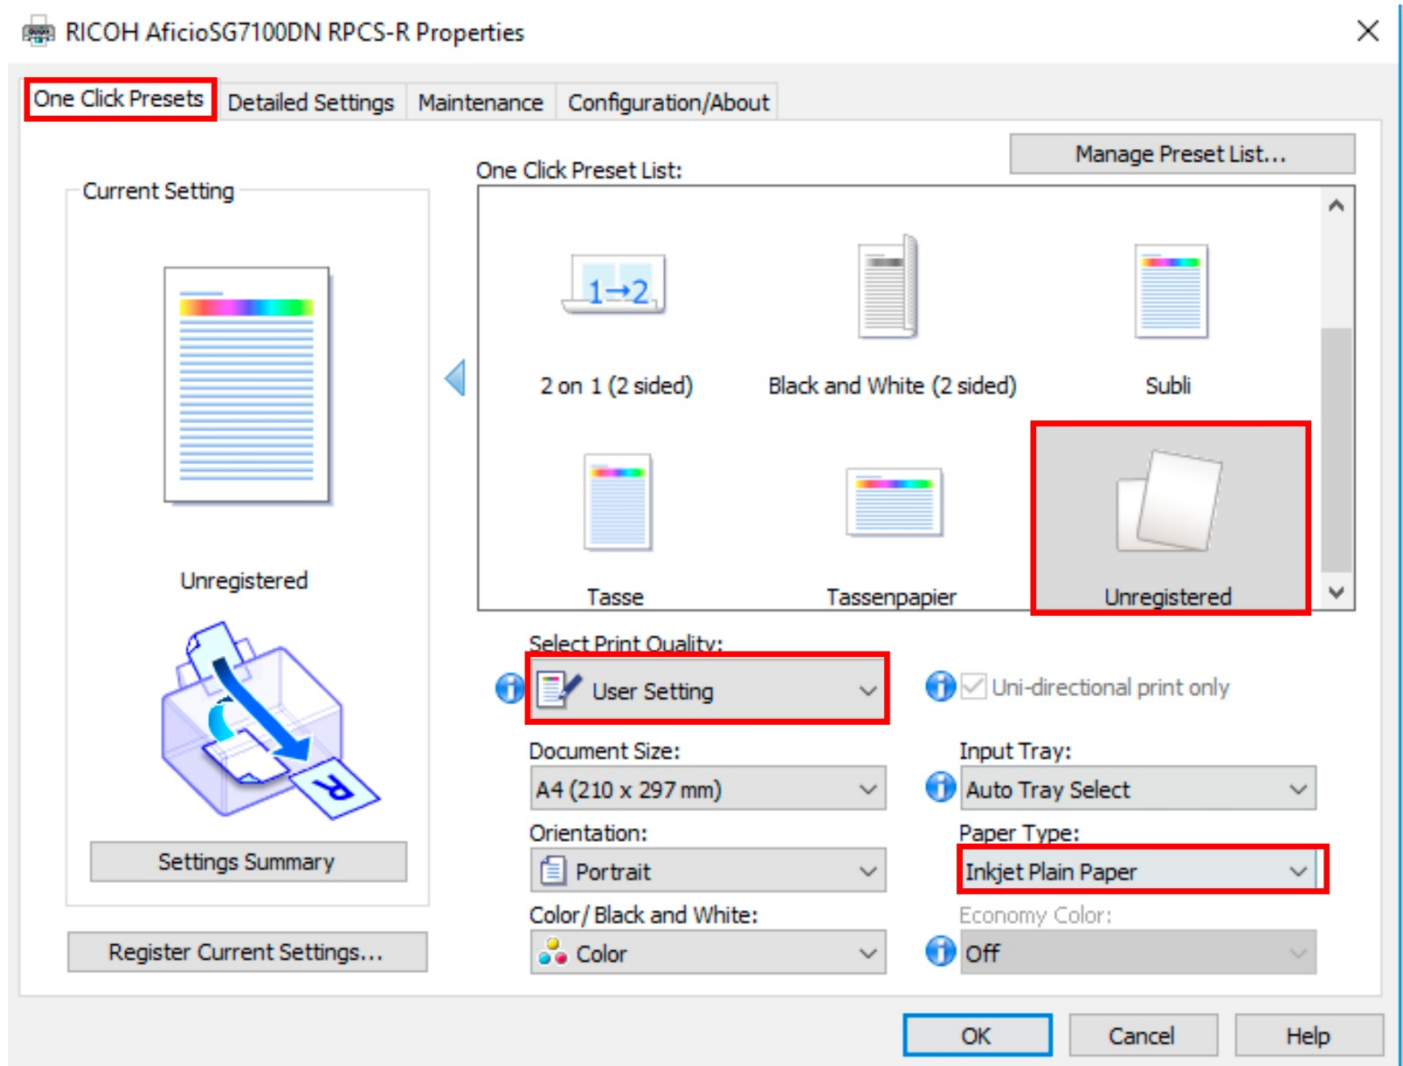 RICOH AficioSG7100DN RPCS-R Properties
One Click Presets
Detailed Settings
Maintenance
Configuration/About
Manage Preset List...
One Click Preset List:
Current Setting
1→2
2 on 1 (2 sided)
Black and White (2 sided)
Subli
Tasse
Tassenpapier
Unregistered
Unregistered
R
Settings Summary
Register Current Settings...
Select Print Quality:
User Setting
Uni-directional print only
Document Size:
A4 (210 x 297 mm)
Input Tray:
Auto Tray Select
Orientation:
Portrait
Paper Type:
Inkjet Plain Paper
Color/ Black and White:
Color
Economy Color:
Off
OK
Cancel
Help